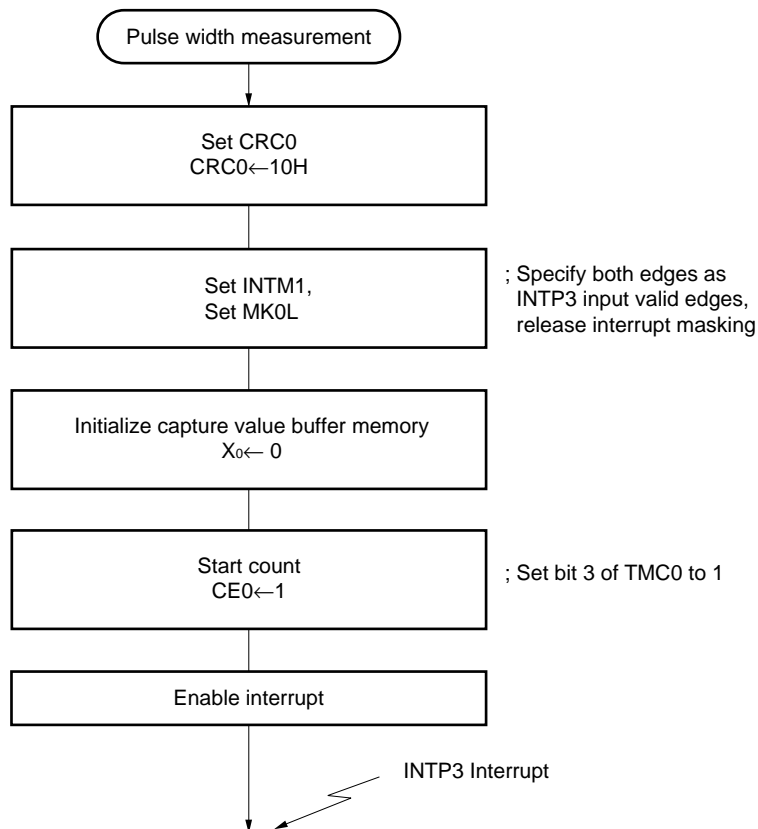 Pulse width measurement
Set CRC0
CRC0←10H
Set INTM1,
Set MK0L
; Specify both edges as
INTP3 input valid edges,
release interrupt masking
Initialize capture value buffer memory
X₀← 0
Start count
CE0←1
; Set bit 3 of TMC0 to 1
Enable interrupt
INTP3 Interrupt